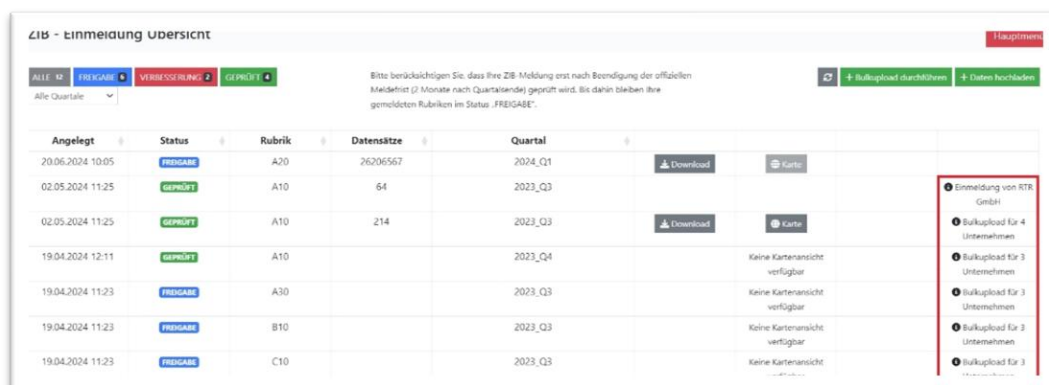 ZIB - Einmeldung Übersicht
Hauptmenü
ALLE 12 FREIGABE 6 VERBESSERUNG 2 GEPRÜFT 4
Alle Quartale
Bitte berücksichtigen Sie, dass Ihre ZIB-Meldung erst nach Beendigung der offiziellen
Meldefrist (2 Monate nach Quartalsende) geprüft wird. Bis dahin bleiben Ihre
gemeldeten Rubriken im Status „FREIGABE".
+ Bulkupload durchführen + Daten hochladen
Angelegt Status Rubrik Datensätze Quartal
20.06.2024 10:05 FREIGABE A20 26206567 2024_Q1 Download Karte
02.05.2024 11:25 GEPRÜFT A10 64 2023_Q3 Einmeldung von RTR
GmbH
02.05.2024 11:25 GEPRÜFT A10 214 2023_Q3 Download Karte Bulkupload für 4
Unternehmen
19.04.2024 12:11 GEPRÜFT A10 2023_Q4 Keine Kartenansicht Bulkupload für 3
verfügbar Unternehmen
19.04.2024 11:23 FREIGABE A30 2023_Q3 Keine Kartenansicht Bulkupload für 3
verfügbar Unternehmen
19.04.2024 11:23 FREIGABE B10 2023_Q3 Keine Kartenansicht Bulkupload für 3
verfügbar Unternehmen
19.04.2024 11:23 FREIGABE C10 2023_Q3 Keine Kartenansicht Bulkupload für 3